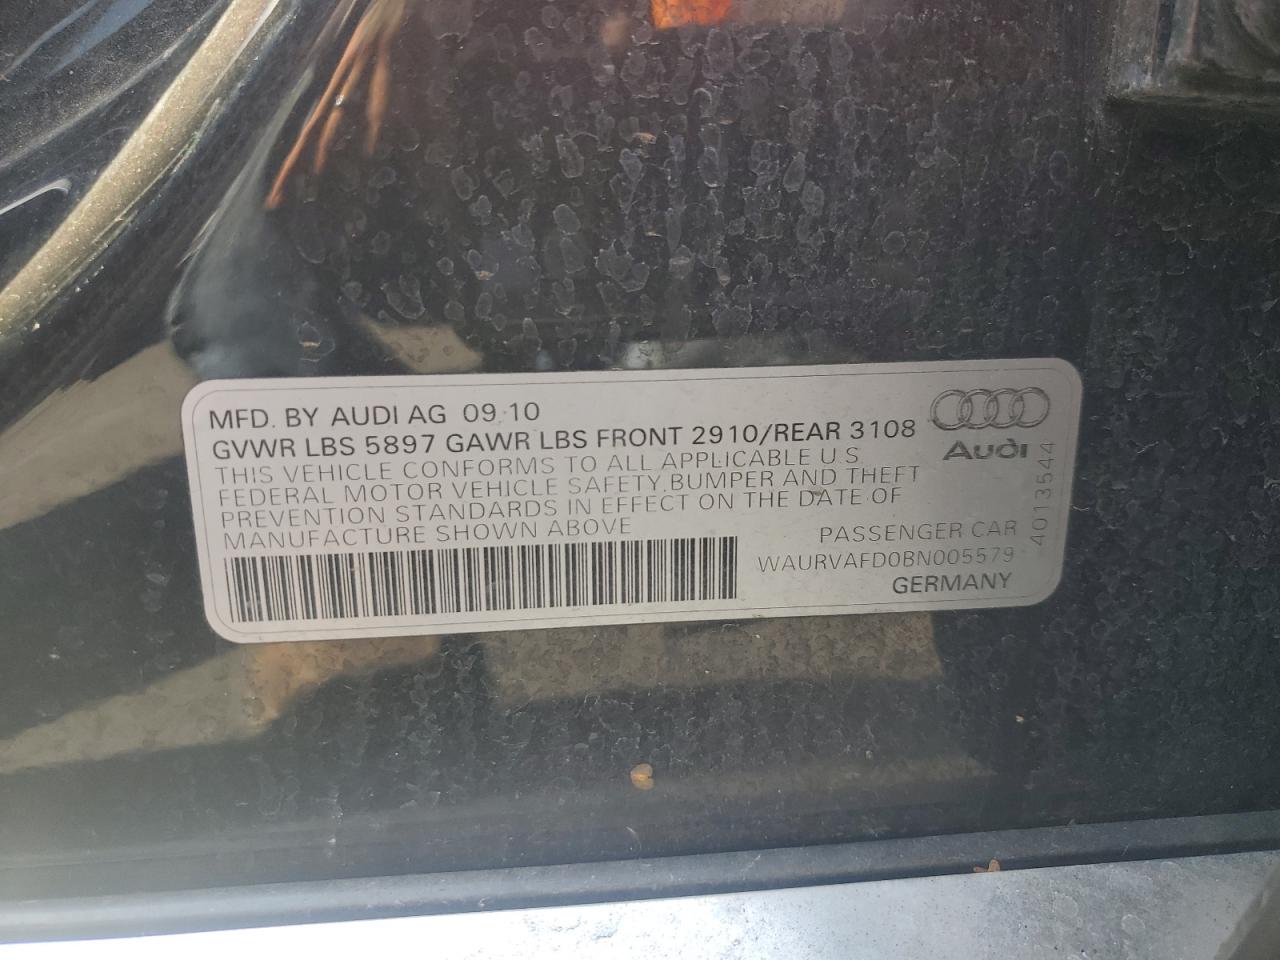 MFD. BY AUDI AG 09 10
GVWR LBS 5897 GAWR LBS FRONT 2910/REAR 3108
THIS VEHICLE CONFORMS TO ALL APPLICABLE U S
FEDERAL MOTOR VEHICLE SAFETY, BUMPER AND THEFT
PREVENTION STANDARDS IN EFFECT ON THE DATE OF
MANUFACTURE SHOWN ABOVE
Audi
PASSENGER CAR
WAURVAFD0BN005579
GERMANY
4013544